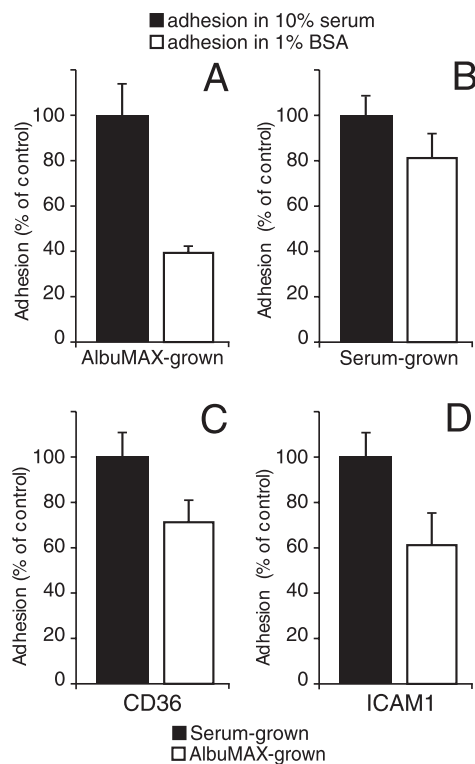 adhesion in 10% serum
adhesion in 1% BSA
A
Adhesion (% of control)
100
80
60
40
20
0
AlbuMAX-grown
B
Adhesion (% of control)
100
80
60
40
20
0
Serum-grown
C
Adhesion (% of control)
100
80
60
40
20
0
CD36
D
Adhesion (% of control)
100
80
60
40
20
0
ICAM1
Serum-grown
AlbuMAX-grown